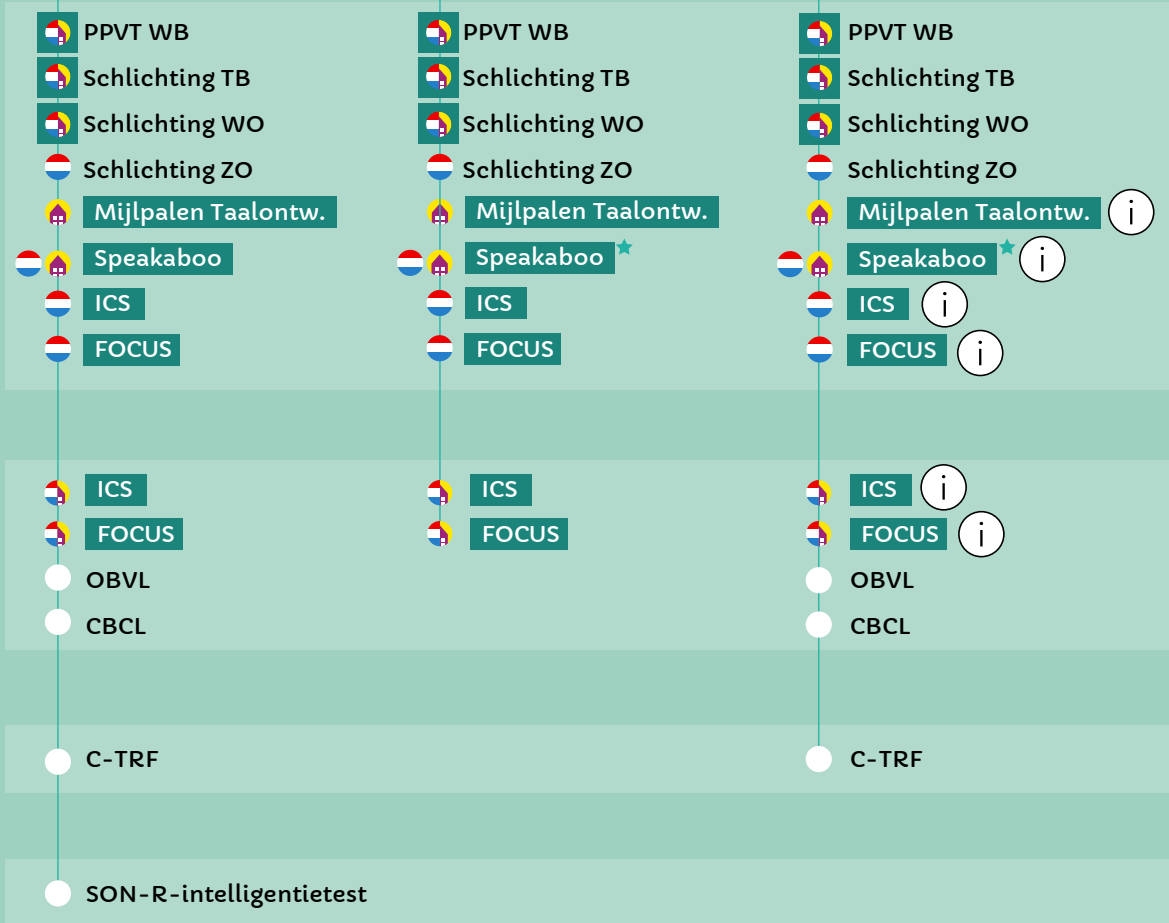 PPVT WB PPVT WB PPVT WB
Schlichting TB Schlichting TB Schlichting TB
Schlichting WO Schlichting WO Schlichting WO
Schlichting ZO Schlichting ZO Schlichting ZO
Mijlpalen Taalontw. Mijlpalen Taalontw. Mijlpalen Taalontw. i
Speakaboo Speakaboo Speakaboo i
ICS ICS ICS i
FOCUS FOCUS FOCUS i
ICS ICS ICS i
FOCUS FOCUS FOCUS i
OBVL OBVL
CBCL CBCL
C-TRF C-TRF
SON-R-intelligentietest